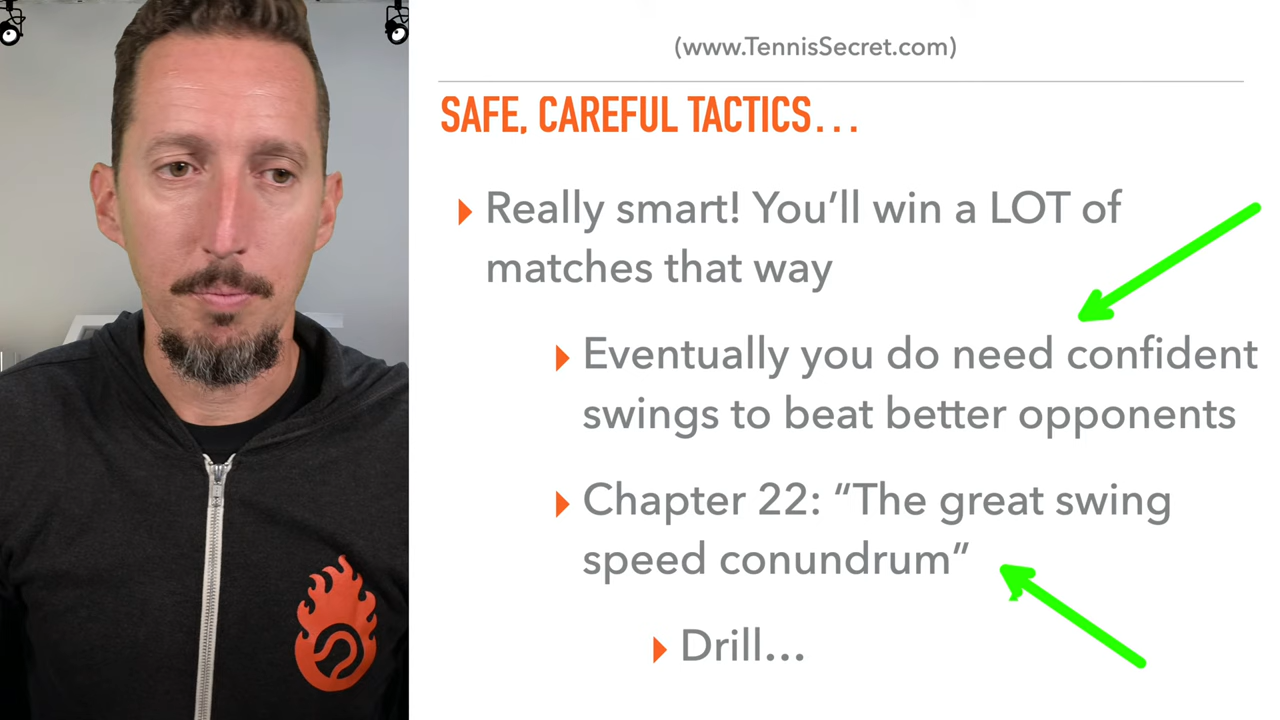 (www.TennisSecret.com)
SAFE, CAREFUL TACTICS...
Really smart! You’ll win a LOT of
matches that way
Eventually you do need confident
swings to beat better opponents
Chapter 22: “The great swing
speed conundrum”
Drill...